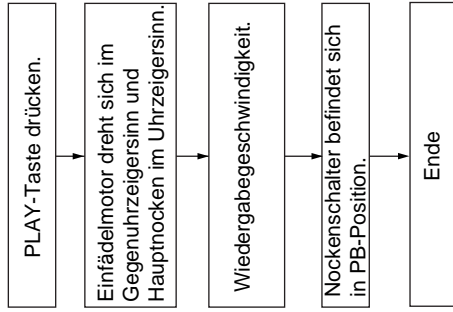 PLAY-Taste drücken.
Einfädelmotor dreht sich im
Gegenuhrzeigersinn und
Hauptnocken im Uhrzeigersinn.
Wiedergabegeschwindigkeit.
Nockenschalter befindet sich
in PB-Position.
Ende